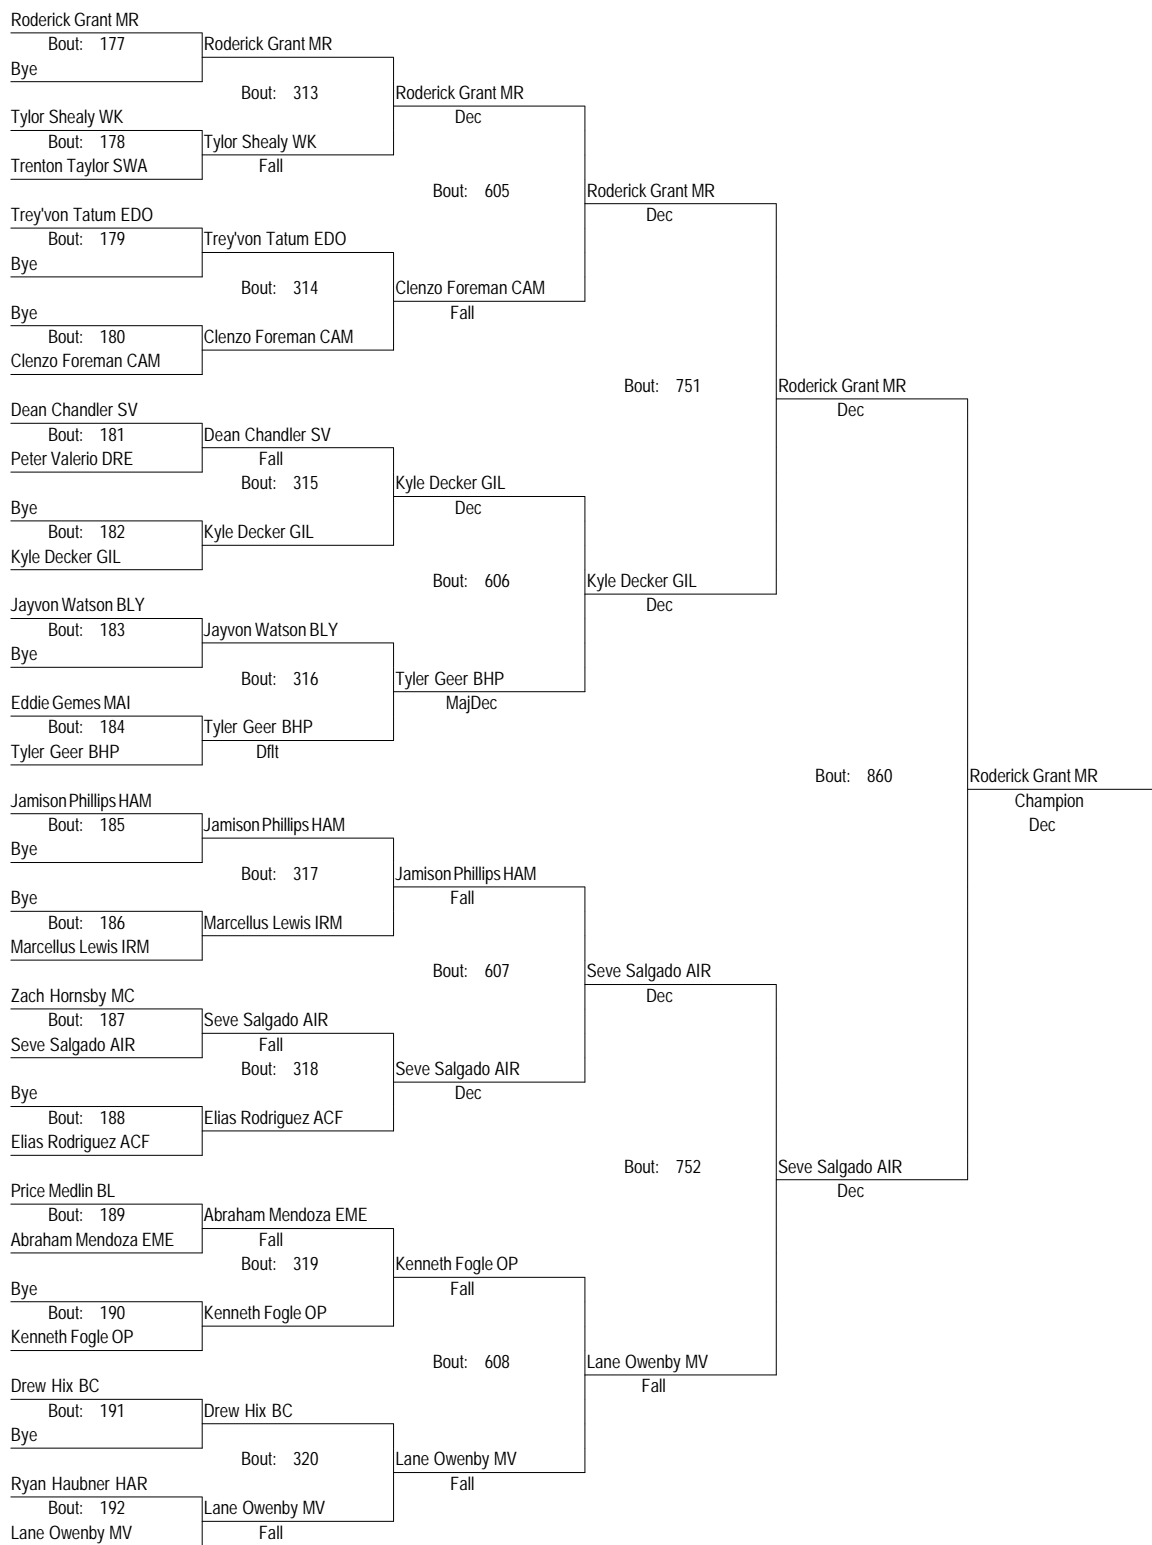 Roderick Grant MR
Bout: 177
Roderick Grant MR
Bye
Bout: 313
Roderick Grant MR
Tylor Shealy WK
Dec
Bout: 178
Tylor Shealy WK
Trenton Taylor SWA
Fall
Bout: 605
Roderick Grant MR
Trey'von Tatum EDO
Dec
Bout: 179
Trey'von Tatum EDO
Bye
Bout: 314
Clenzo Foreman CAM
Bye
Fall
Bout: 180
Clenzo Foreman CAM
Clenzo Foreman CAM
Bout: 751
Roderick Grant MR
Dean Chandler SV
Dec
Bout: 181
Dean Chandler SV
Peter Valerio DRE
Fall
Bout: 315
Kyle Decker GIL
Bye
Dec
Bout: 182
Kyle Decker GIL
Kyle Decker GIL
Bout: 606
Kyle Decker GIL
Jayvon Watson BLY
Dec
Bout: 183
Jayvon Watson BLY
Bye
Bout: 316
Tyler Geer BHP
Eddie Gemes MAI
MajDec
Bout: 184
Tyler Geer BHP
Tyler Geer BHP
Dflt
Bout: 860
Roderick Grant MR
Jamison Phillips HAM
Champion
Bout: 185
Jamison Phillips HAM
Dec
Bye
Bout: 317
Jamison Phillips HAM
Bye
Fall
Bout: 186
Marcellus Lewis IRM
Marcellus Lewis IRM
Bout: 607
Seve Salgado AIR
Zach Hornsby MC
Dec
Bout: 187
Seve Salgado AIR
Seve Salgado AIR
Fall
Bout: 318
Seve Salgado AIR
Bye
Dec
Bout: 188
Elias Rodriguez ACF
Elias Rodriguez ACF
Bout: 752
Seve Salgado AIR
Price Medlin BL
Dec
Bout: 189
Abraham Mendoza EME
Abraham Mendoza EME
Fall
Bout: 319
Kenneth Fogle OP
Bye
Fall
Bout: 190
Kenneth Fogle OP
Kenneth Fogle OP
Bout: 608
Lane Owenby MV
Drew Hix BC
Fall
Bout: 191
Drew Hix BC
Bye
Bout: 320
Lane Owenby MV
Ryan Haubner HAR
Fall
Bout: 192
Lane Owenby MV
Lane Owenby MV
Fall